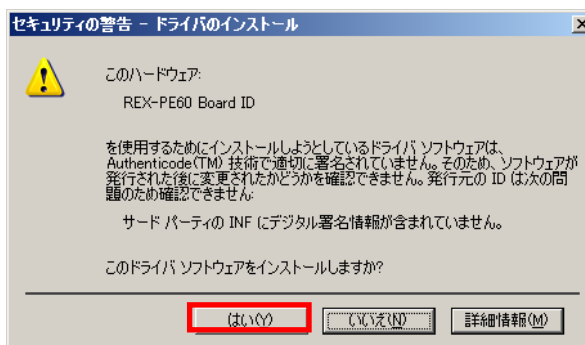 セキュリティの警告 - ドライバのインストール
このハードウェア:
REX-PE60 Board ID
を使用するためにインストールしようとしているドライバ ソフトウェアは、
Authenticode(TM) 技術で適切に署名されていません。そのため、ソフトウェアが
発行された後に変更されたかどうかを確認できません。発行元の ID は次の問
題のため確認できません:
サード パーティの INF にデジタル署名情報が含まれていません。
このドライバ ソフトウェアをインストールしますか?
はい(Y) いいえ(N) 詳細情報(M)